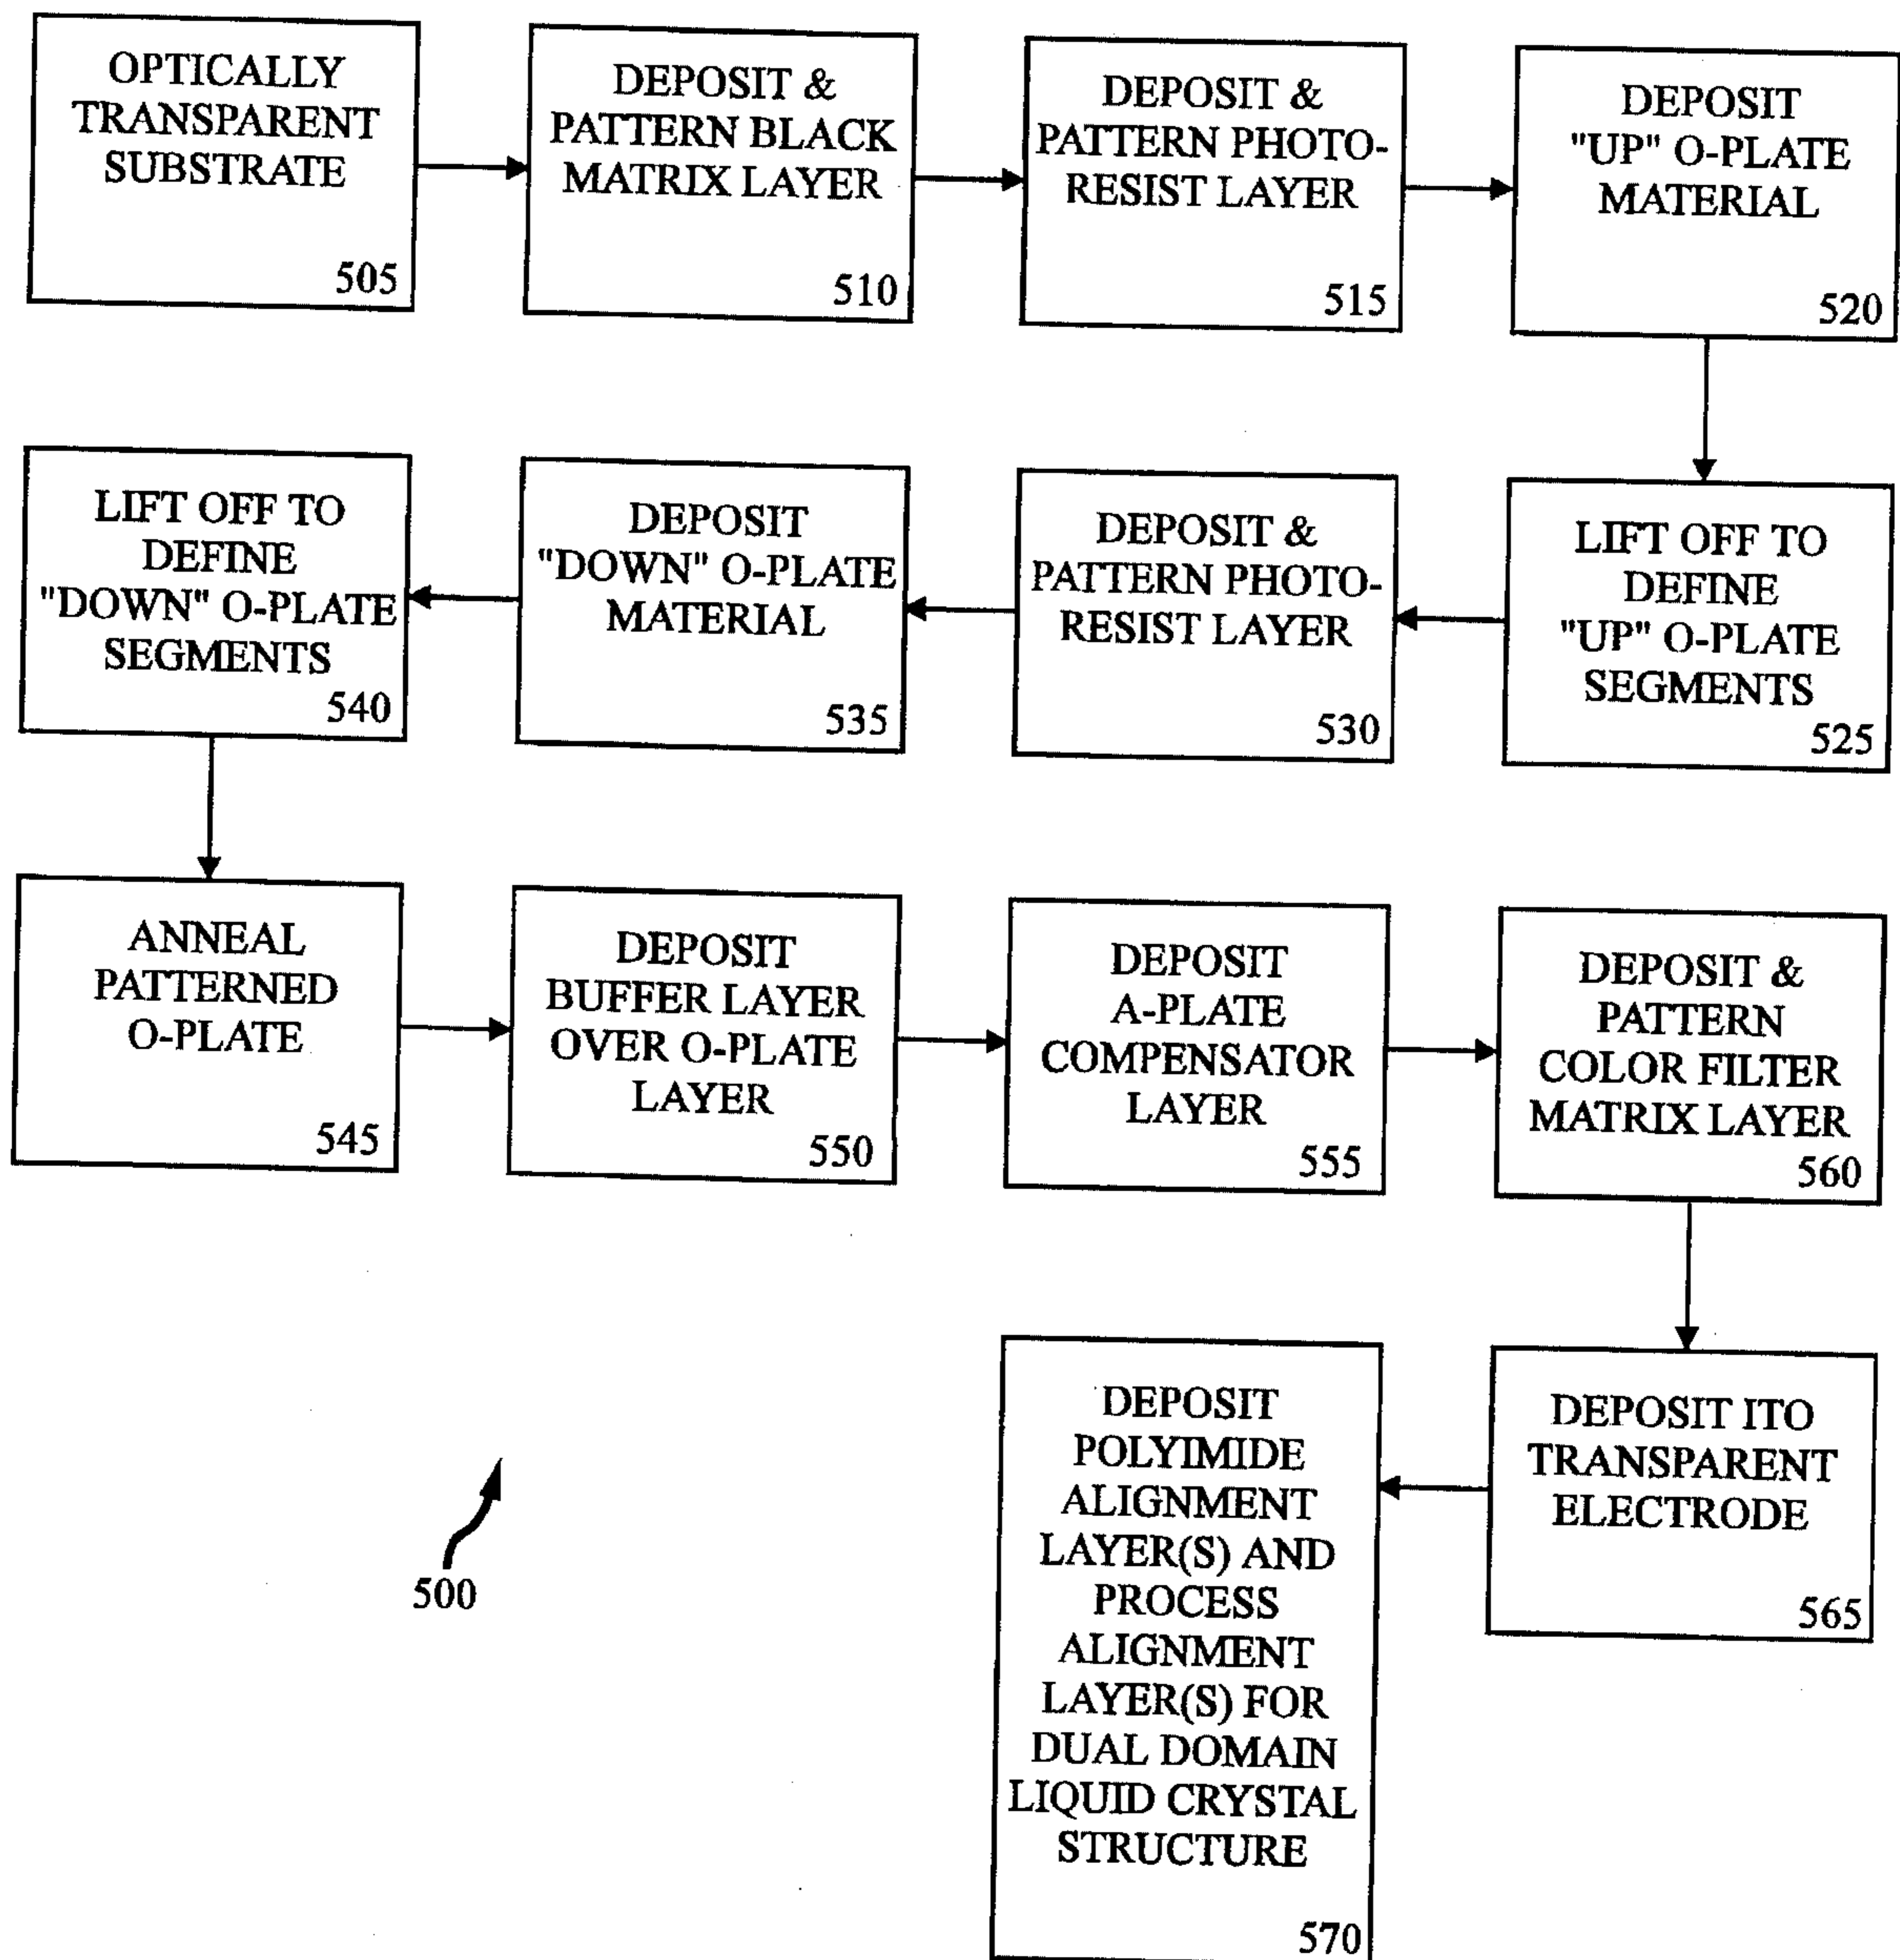 OPTICALLY
TRANSPARENT
SUBSTRATE
505
DEPOSIT &
PATTERN BLACK
MATRIX LAYER
510
DEPOSIT &
PATTERN PHOTO-
RESIST LAYER
515
DEPOSIT
"UP" O-PLATE
MATERIAL
520
LIFT OFF TO
DEFINE
"UP" O-PLATE
SEGMENTS
525
DEPOSIT &
PATTERN PHOTO-
RESIST LAYER
530
DEPOSIT
"DOWN" O-PLATE
MATERIAL
535
LIFT OFF TO
DEFINE
"DOWN" O-PLATE
SEGMENTS
540
ANNEAL
PATTERNED
O-PLATE
545
DEPOSIT
BUFFER LAYER
OVER O-PLATE
LAYER
550
DEPOSIT
A-PLATE
COMPENSATOR
LAYER
555
DEPOSIT &
PATTERN
COLOR FILTER
MATRIX LAYER
560
DEPOSIT ITO
TRANSPARENT
ELECTRODE
565
DEPOSIT
POLYIMIDE
ALIGNMENT
LAYER(S) AND
PROCESS
ALIGNMENT
LAYER(S) FOR
DUAL DOMAIN
LIQUID CRYSTAL
STRUCTURE
570
500